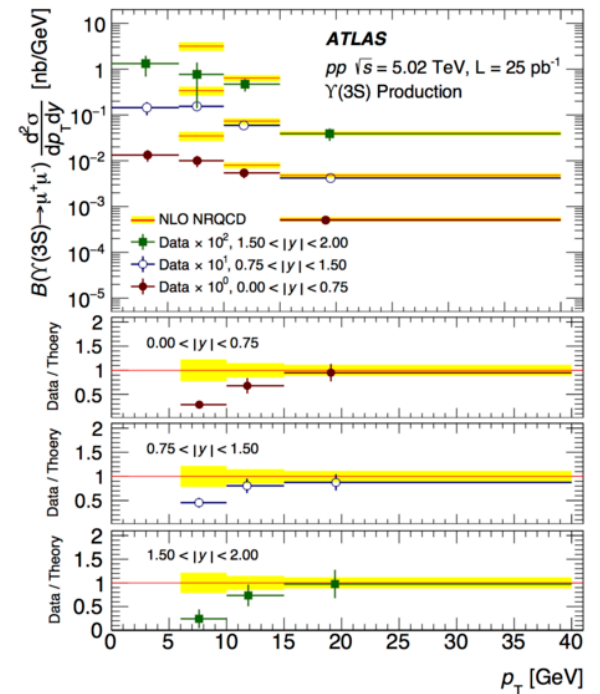 ATLAS
pp √s = 5.02 TeV, L = 25 pb⁻¹
ϒ(3S) Production
B(ϒ(3S)→μ⁺μ⁻) d²σ/dp_T dy [nb/GeV]
10
1
10⁻¹
10⁻²
10⁻³
10⁻⁴
10⁻⁵
NLO NRQCD
Data × 10², 1.50 < |y| < 2.00
Data × 10¹, 0.75 < |y| < 1.50
Data × 10⁰, 0.00 < |y| < 0.75
Data / Thoery
2
1.5
1
0.5
0.00 < |y| < 0.75
Data / Thoery
2
1.5
1
0.5
0.75 < |y| < 1.50
Data / Thoery
2
1.5
1
0.5
0
1.50 < |y| < 2.00
0 5 10 15 20 25 30 35 40
p_T [GeV]